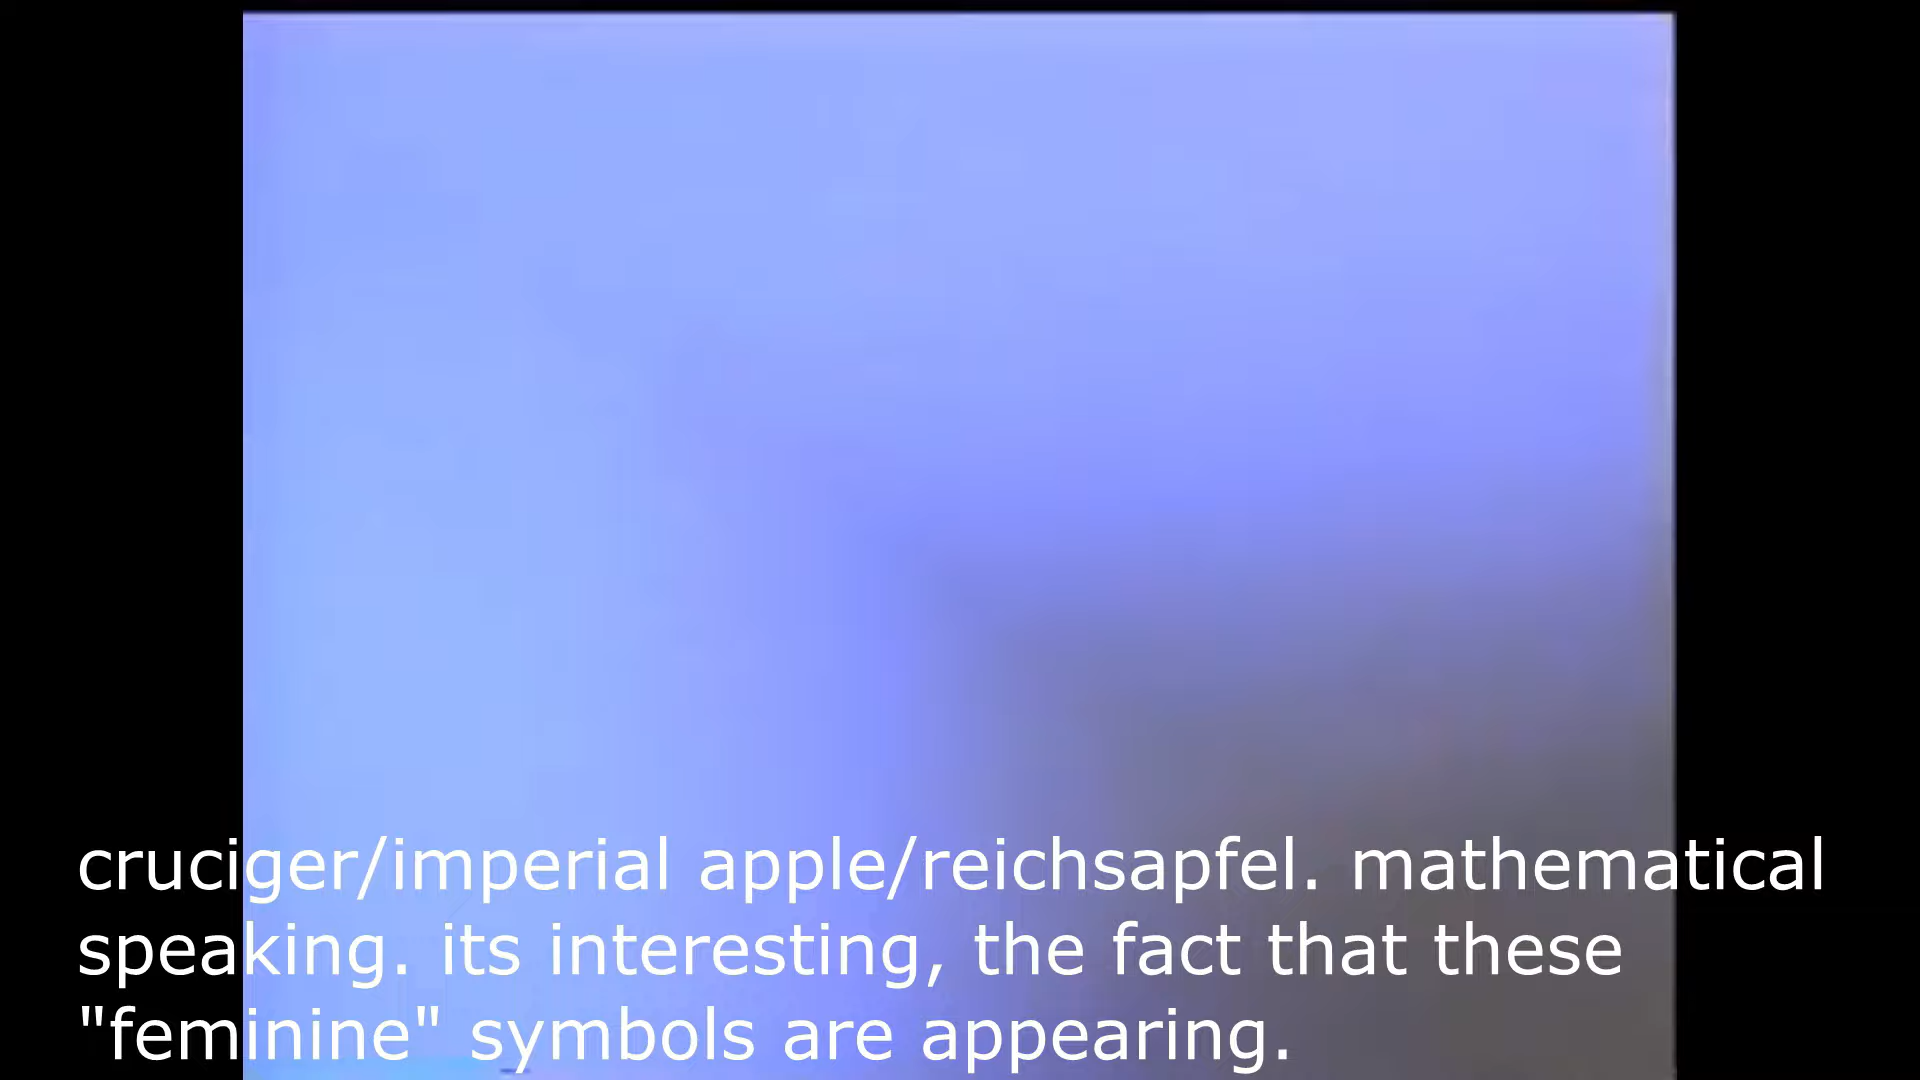 cruciger/imperial apple/reichsapfel. mathematical
speaking. its interesting, the fact that these
"feminine" symbols are appearing.